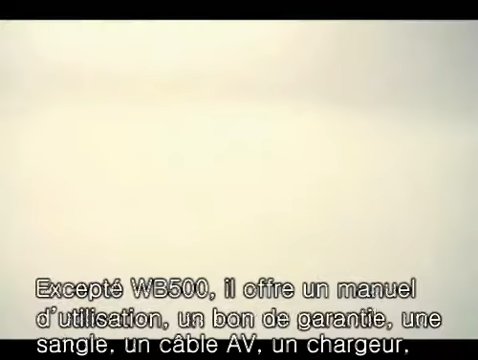 Excepté WB500, il offre un manuel
d'utilisation, un bon de garantie, une
sangle, un câble AV, un chargeur,